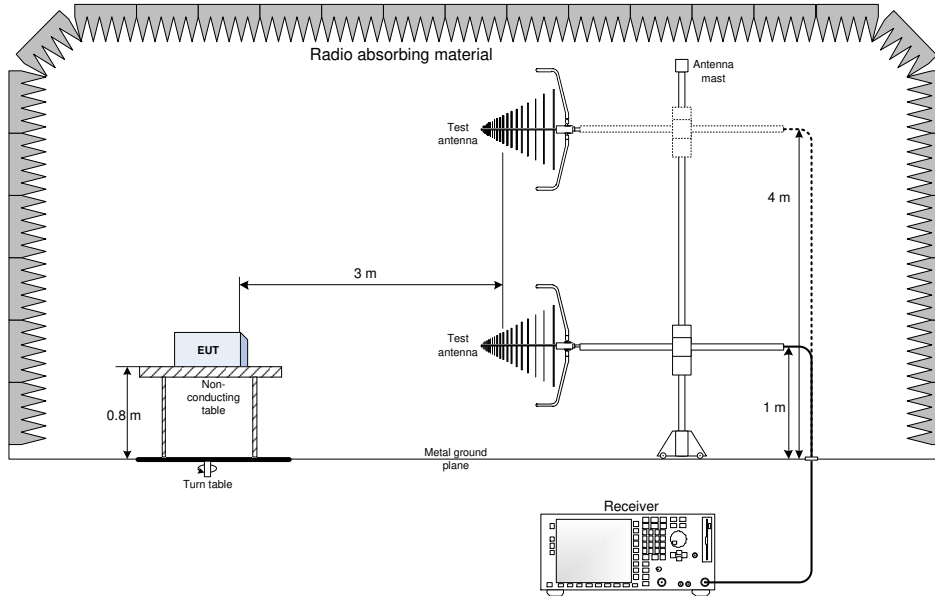 Radio absorbing material
Antenna
mast
Test
antenna
4 m
3 m
EUT
Test
antenna
Non-
conducting
table
0.8 m
1 m
Metal ground
plane
Turn table
Receiver